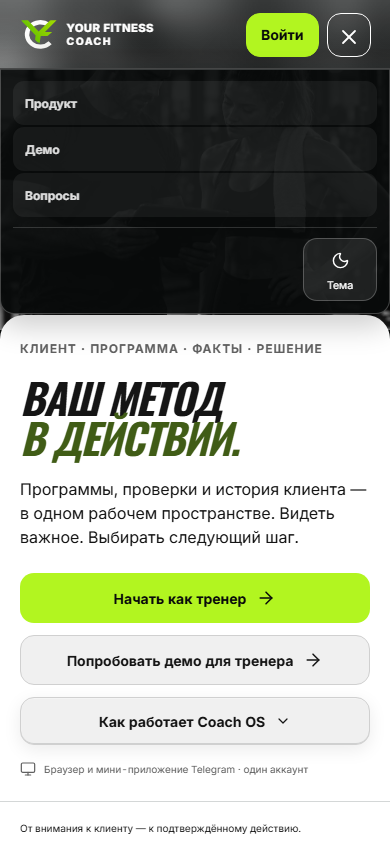 YOUR FITNESS
COACH
Войти
Продукт
Демо
Вопросы
Тема
КЛИЕНТ · ПРОГРАММА · ФАКТЫ · РЕШЕНИЕ
ВАШ МЕТОД
В ДЕЙСТВИИ.
Программы, проверки и история клиента —
в одном рабочем пространстве. Видеть
важное. Выбирать следующий шаг.
Начать как тренер
Попробовать демо для тренера
Как работает Coach OS
Браузер и мини-приложение Telegram · один аккаунт
От внимания к клиенту — к подтверждённому действию.